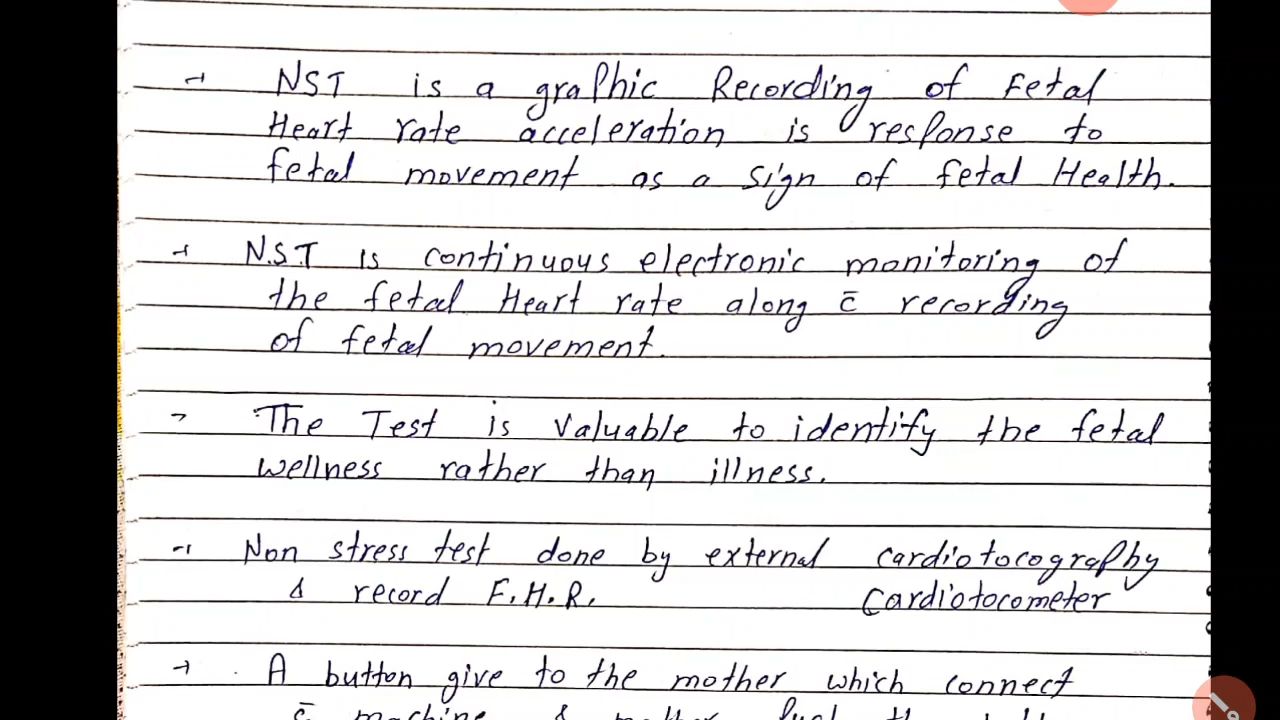 → NST is a graphic Recording of Fetal
Heart rate acceleration is response to
fetal movement as a sign of fetal Health.
→ N.S.T is continuous electronic monitoring of
the fetal Heart rate along c̄ recording
of fetal movement.
→ The Test is valuable to identify the fetal
wellness rather than illness.
→ Non stress test done by external cardiotocography
& record F.H.R. Cardiotocometer
→ A button give to the mother which connect
c̄ machine & mother